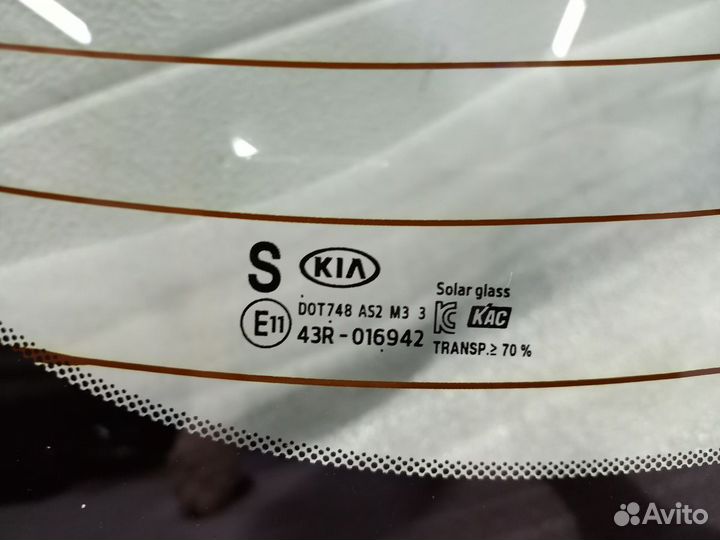 S KIA
Solar glass
DOT748 AS2 M3 3
E11 43R-016942
KC KAC
TRANSP.≥ 70 %
Avito